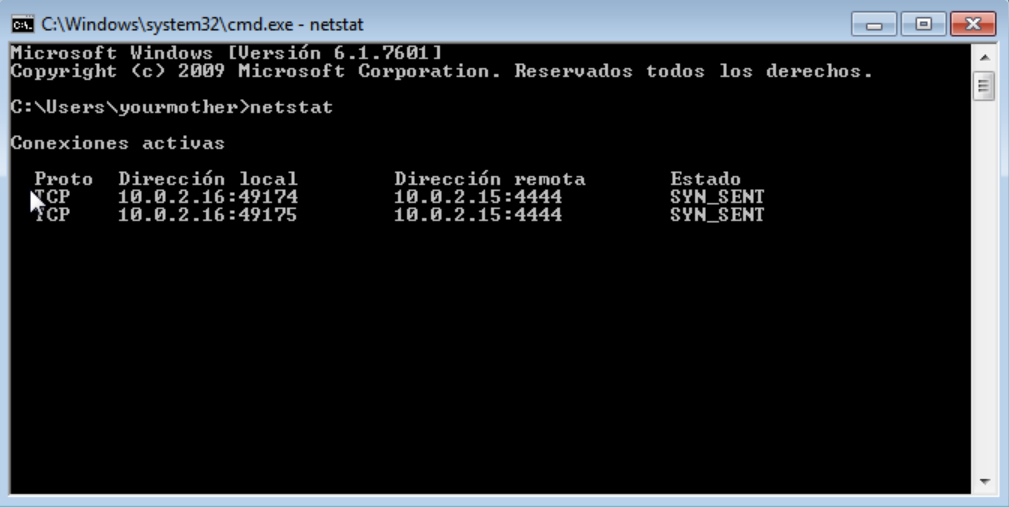 C:\Windows\system32\cmd.exe - netstat
Microsoft Windows [Versión 6.1.7601]
Copyright (c) 2009 Microsoft Corporation. Reservados todos los derechos.
C:\Users\yourmother>netstat
Conexiones activas
Proto Dirección local Dirección remota Estado
TCP 10.0.2.16:49174 10.0.2.15:4444 SYN_SENT
TCP 10.0.2.16:49175 10.0.2.15:4444 SYN_SENT